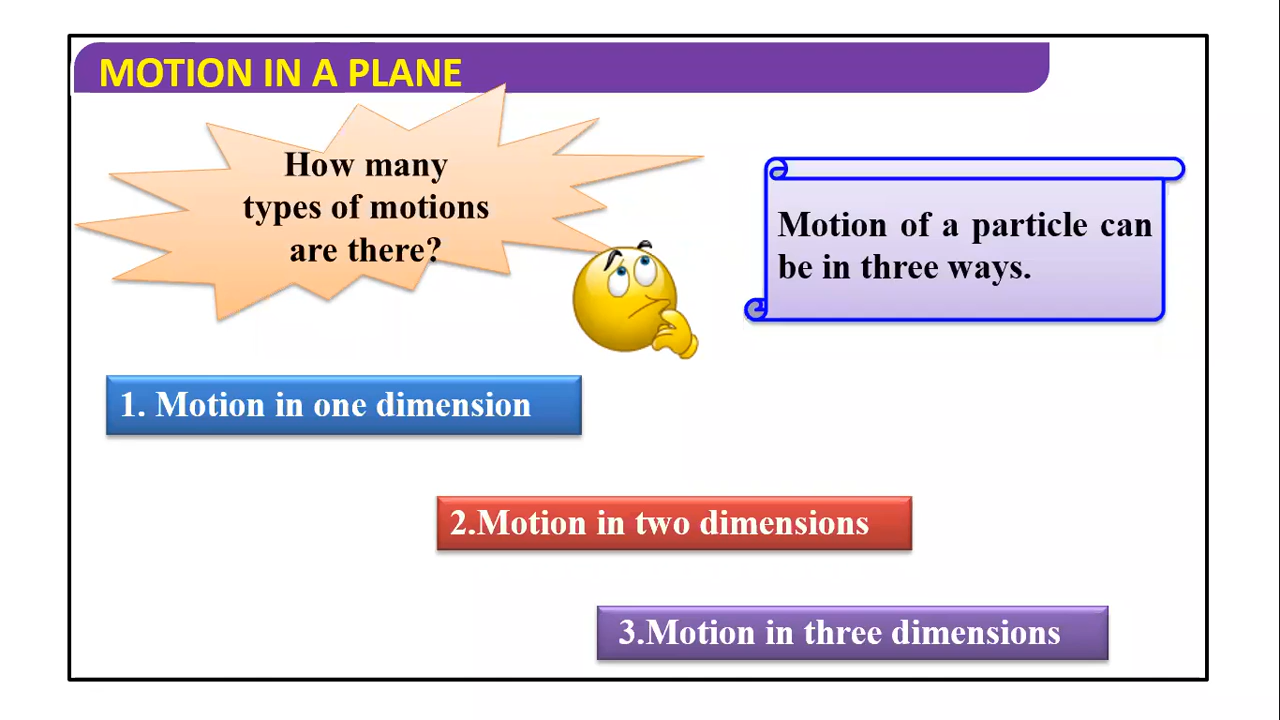 MOTION IN A PLANE
How many
types of motions
are there?
Motion of a particle can
be in three ways.
1. Motion in one dimension
2.Motion in two dimensions
3.Motion in three dimensions